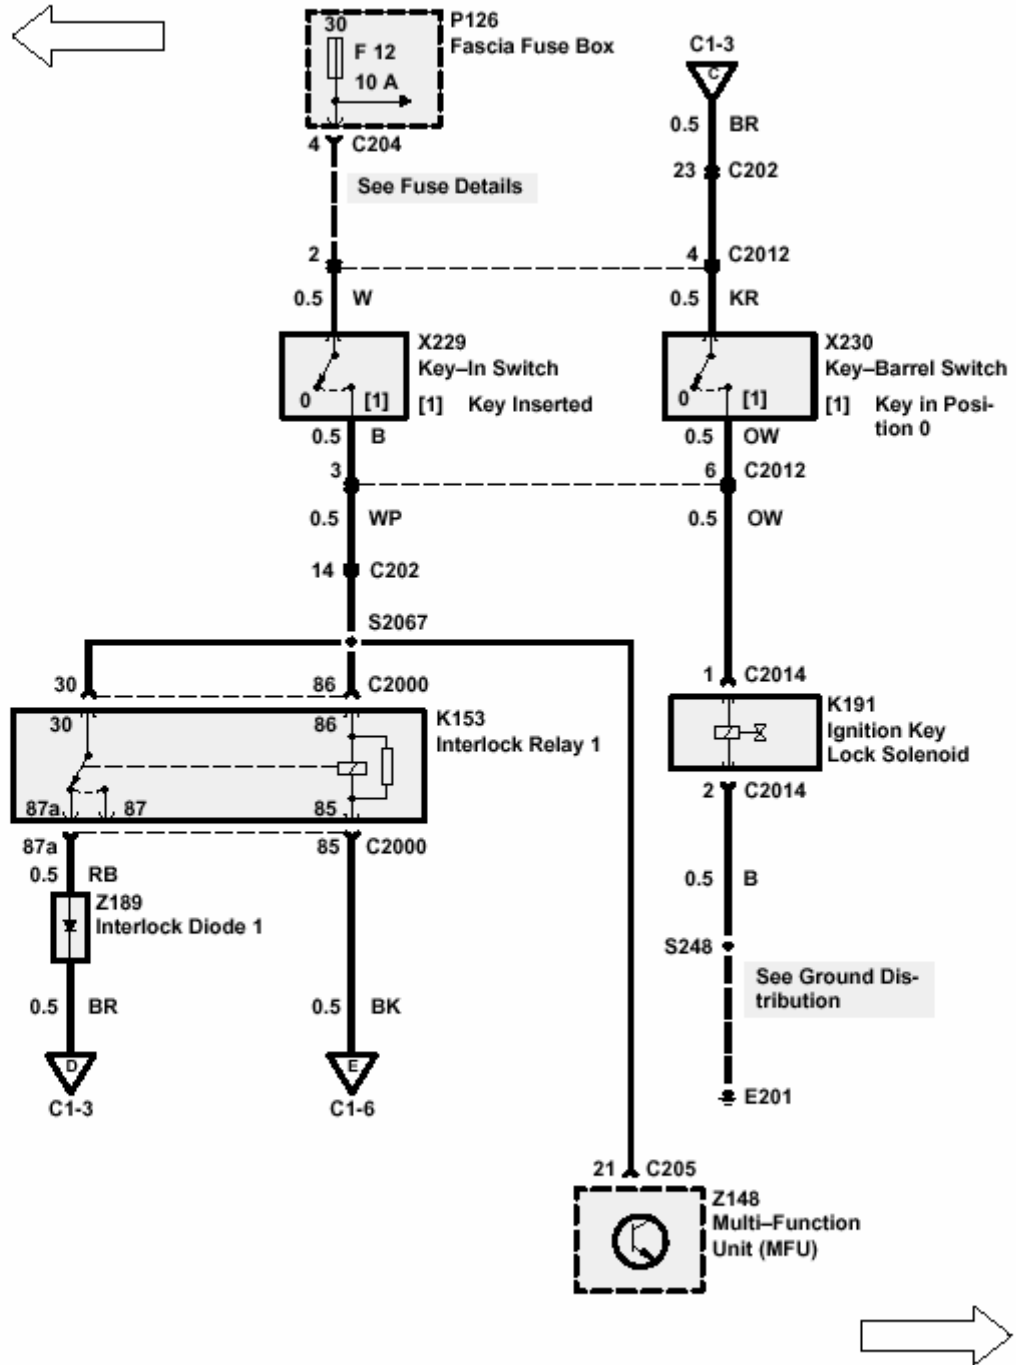 30
P126
Fascia Fuse Box
F 12
10 A
C1-3
C
0.5 BR
4 C204
23 C202
See Fuse Details
2
4 C2012
0.5 W
0.5 KR
X229
Key–In Switch
0 [1]
[1] Key Inserted
X230
Key–Barrel Switch
0 [1]
[1] Key in Posi-
tion 0
0.5 B
0.5 OW
3
6 C2012
0.5 WP
0.5 OW
14 C202
S2067
30
86 C2000
1 C2014
30
86
K153
Interlock Relay 1
K191
Ignition Key
Lock Solenoid
87a 87
85
87a
85 C2000
2 C2014
0.5 RB
Z189
Interlock Diode 1
0.5 B
S248
See Ground Dis-
tribution
0.5 BR
0.5 BK
D
E
C1-3
C1-6
E201
21 C205
Z148
Multi–Function
Unit (MFU)